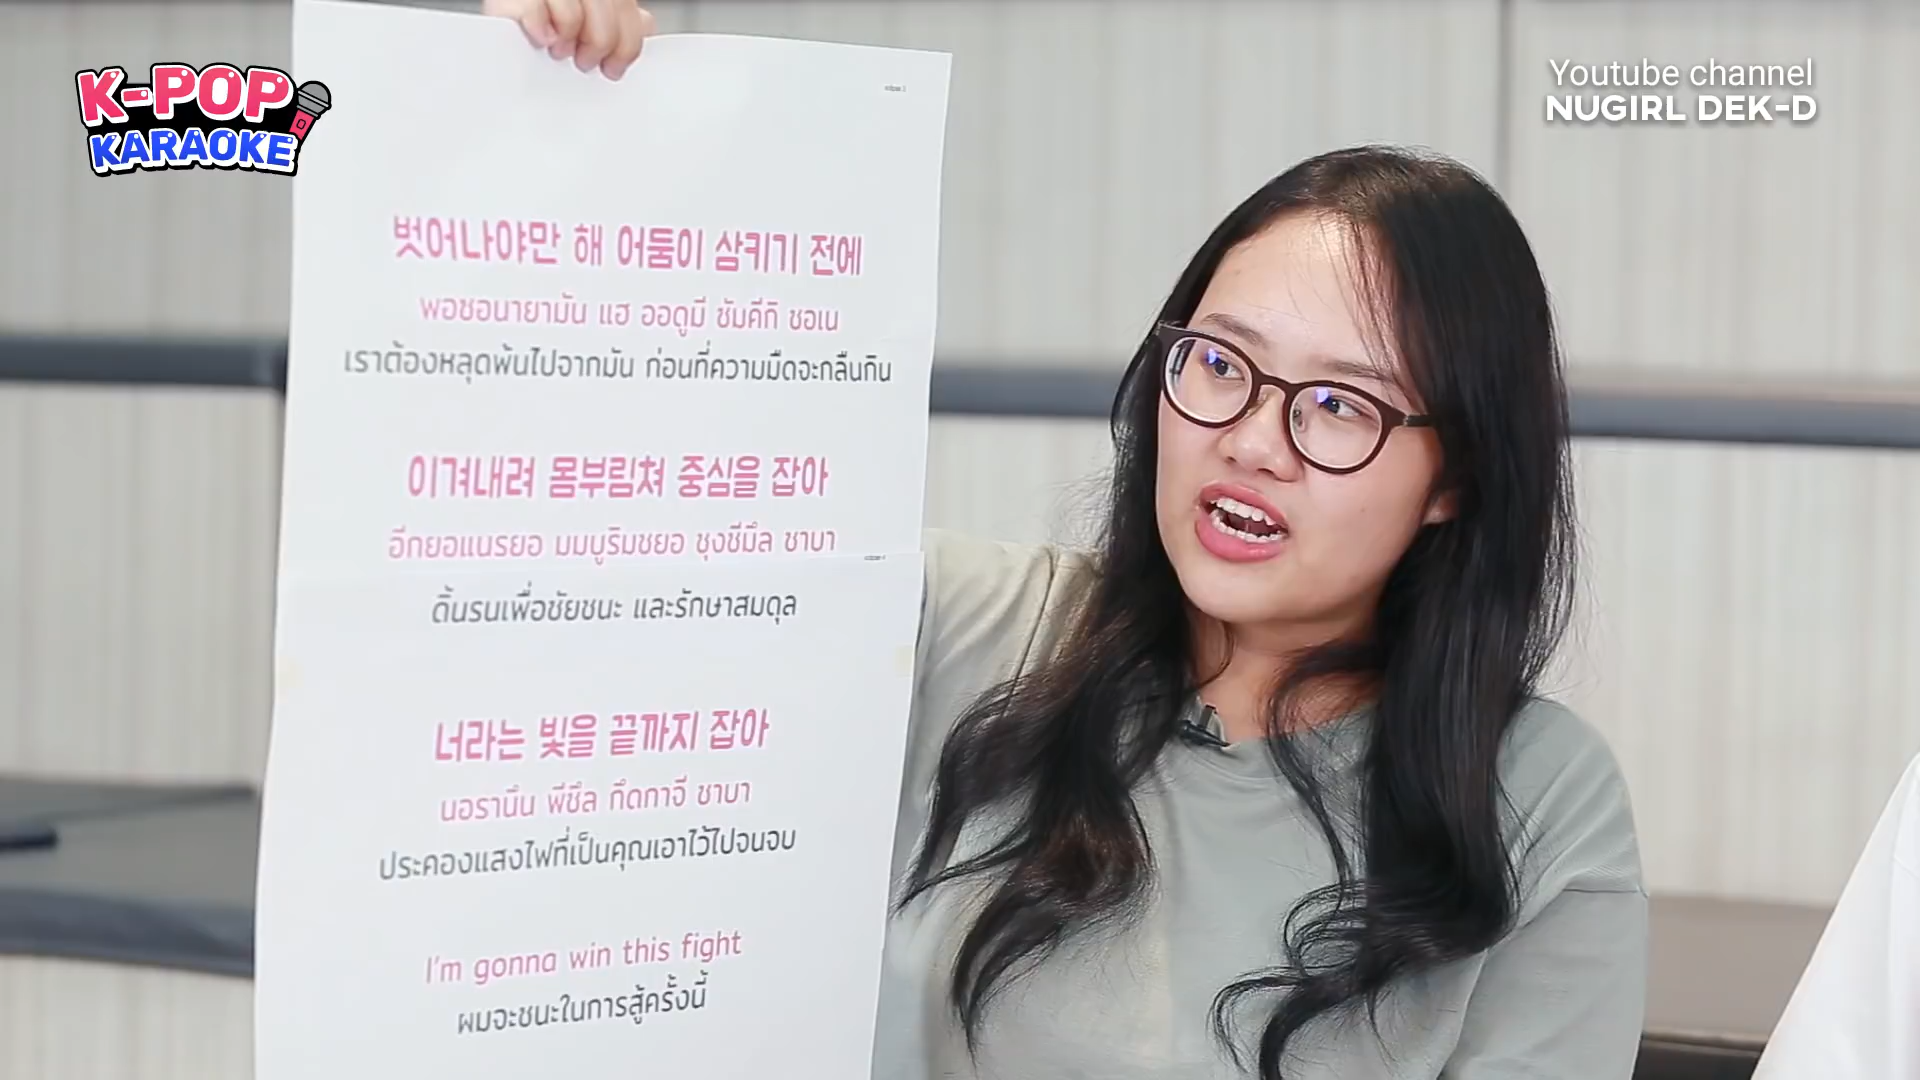 K-POP
KARAOKE
Youtube channel
NUGIRL DEK-D
벗어나야만 해 어둠이 삼키기 전에
พอซอนายามัน แฮ ออดูมี ซัมคีกิ ชอเน
เราต้องหลุดพ้นไปจากมัน ก่อนที่ความมืดจะกลืนกิน
이겨내려 몸부림쳐 중심을 잡아
อีกยอแนรยอ มมบูริมชยอ ชุงชีมึล ชาบา
ดิ้นรนเพื่อชัยชนะ และรักษาสมดุล
너라는 빛을 끝까지 잡아
นอรานึน พีชึล กึดกาจี ชาบา
ประคองแสงไฟที่เป็นคุณเอาไว้ไปจนจบ
I'm gonna win this fight
ผมจะชนะในการสู้ครั้งนี้